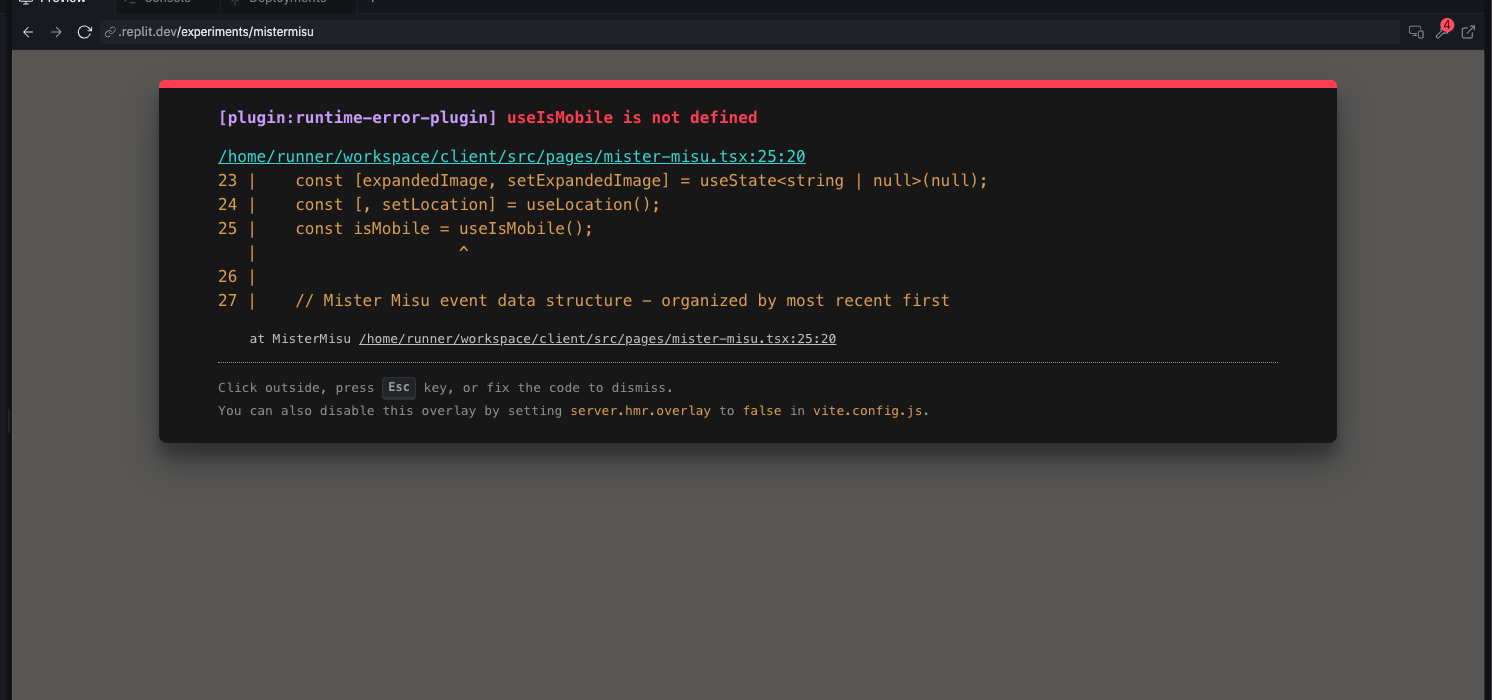 Preview Console Deployments
.replit.dev/experiments/mistermisu
4
[plugin:runtime-error-plugin] useIsMobile is not defined
/home/runner/workspace/client/src/pages/mister-misu.tsx:25:20
23 |    const [expandedImage, setExpandedImage] = useState<string | null>(null);
24 |    const [, setLocation] = useLocation();
25 |    const isMobile = useIsMobile();
   |                     ^
26 |
27 |    // Mister Misu event data structure – organized by most recent first
at MisterMisu /home/runner/workspace/client/src/pages/mister-misu.tsx:25:20
Click outside, press Esc key, or fix the code to dismiss.
You can also disable this overlay by setting server.hmr.overlay to false in vite.config.js.